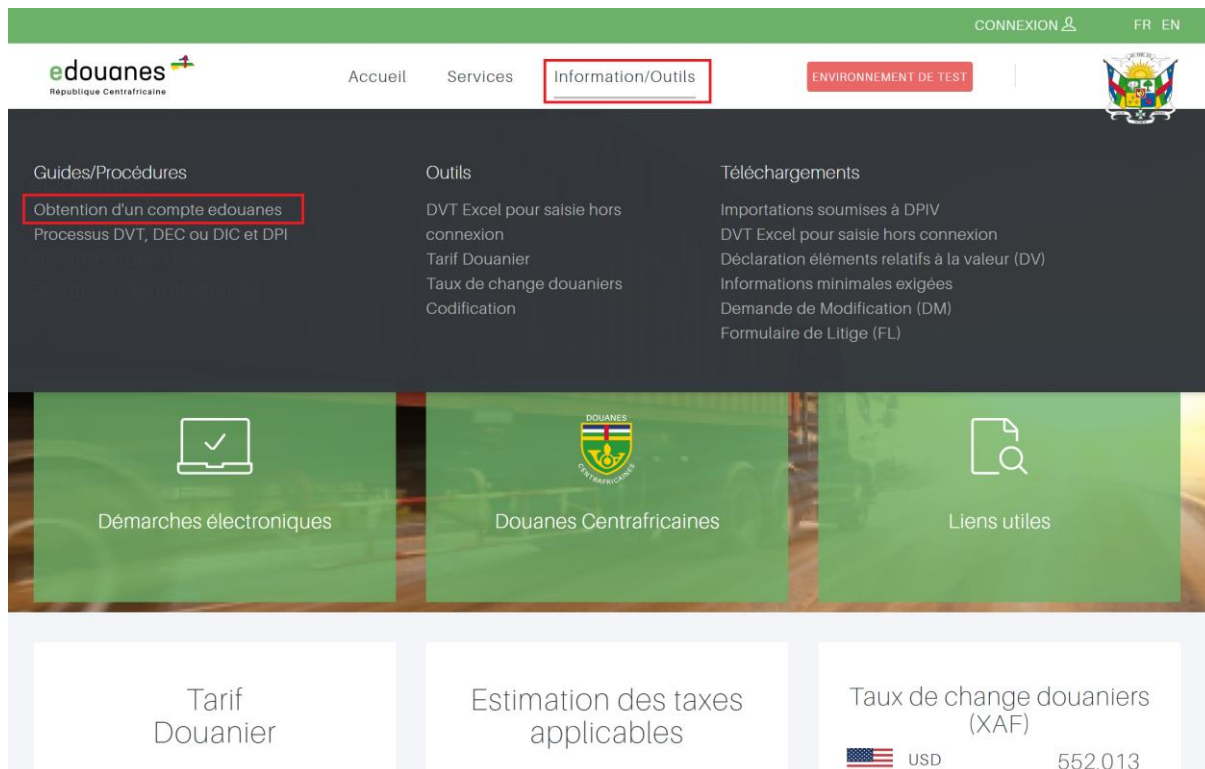 CONNEXION
FR EN
edouanes
République Centrafricaine
Accueil
Services
Information/Outils
ENVIRONNEMENT DE TEST
Guides/Procédures
Obtention d'un compte edouanes
Processus DVT, DEC ou DIC et DPI
Outils
DVT Excel pour saisie hors
connexion
Tarif Douanier
Taux de change douaniers
Codification
Téléchargements
Importations soumises à DPIV
DVT Excel pour saisie hors connexion
Déclaration éléments relatifs à la valeur (DV)
Informations minimales exigées
Demande de Modification (DM)
Formulaire de Litige (FL)
Démarches électroniques
DOUANES
CENTRAFRICAINES
Douanes Centrafricaines
Liens utiles
Tarif
Douanier
Estimation des taxes
applicables
Taux de change douaniers
(XAF)
USD
552.013